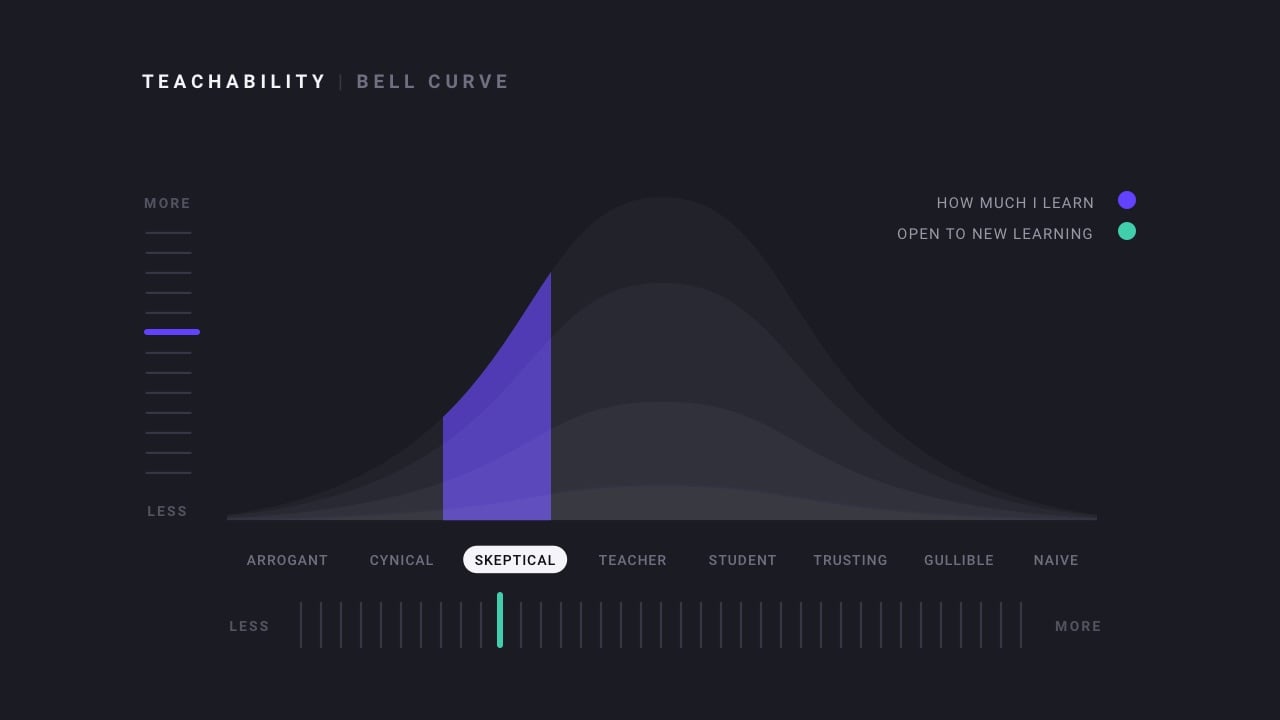 TEACHABILITY | BELL CURVE
MORE
HOW MUCH I LEARN
OPEN TO NEW LEARNING
LESS
ARROGANT CYNICAL SKEPTICAL TEACHER STUDENT TRUSTING GULLIBLE NAIVE
LESS MORE